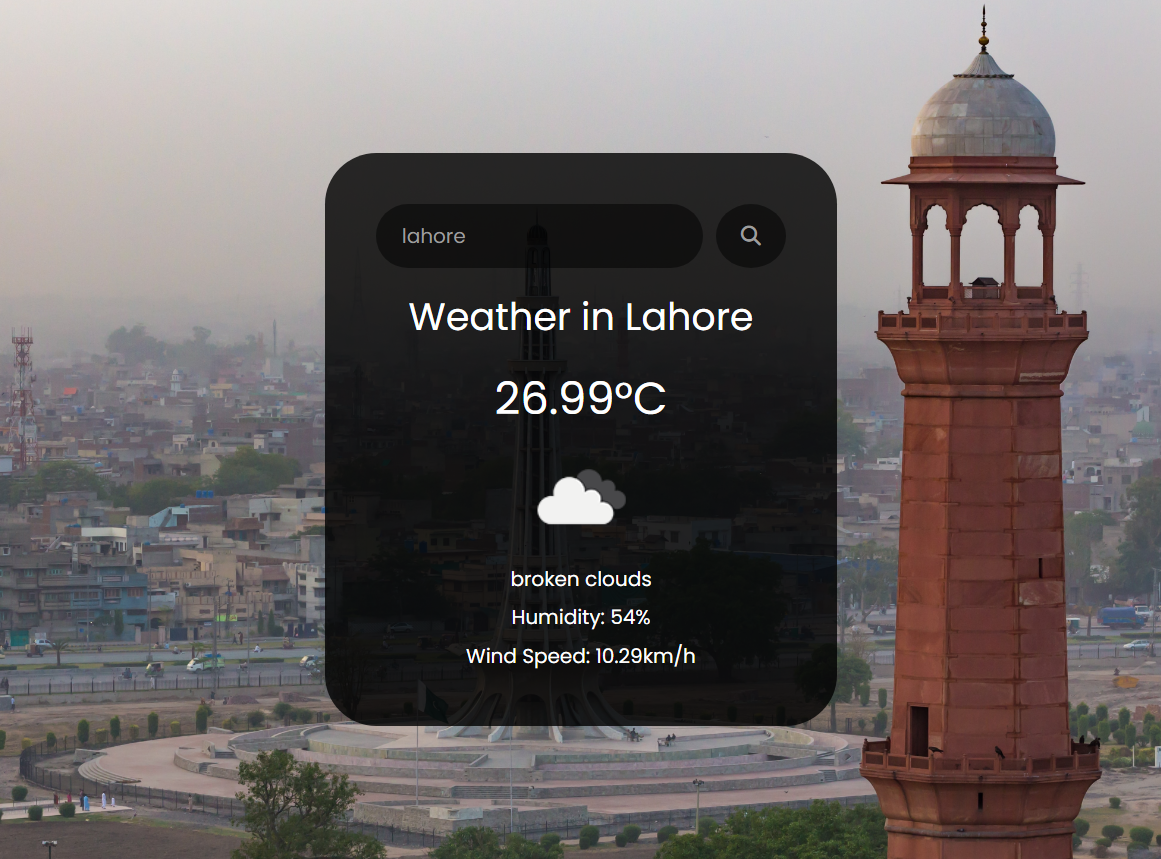 lahore
Weather in Lahore
26.99°C
broken clouds
Humidity: 54%
Wind Speed: 10.29km/h